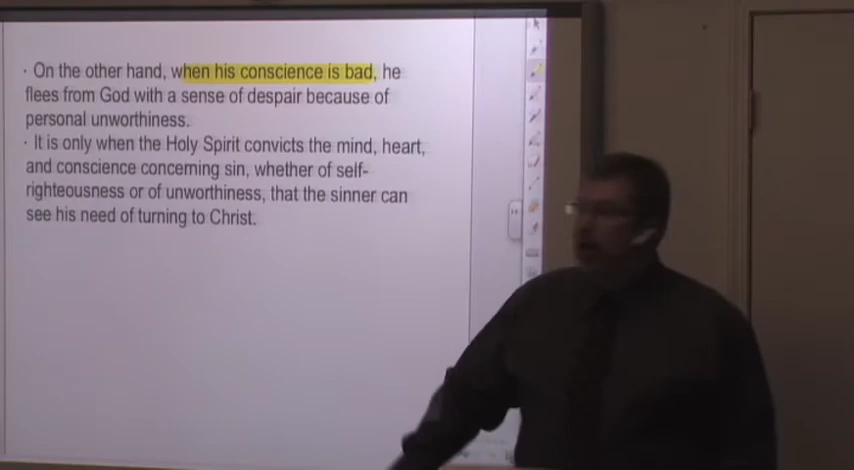 · On the other hand, when his conscience is bad, he
flees from God with a sense of despair because of
personal unworthiness.
· It is only when the Holy Spirit convicts the mind, heart,
and conscience concerning sin, whether of self-
righteousness or of unworthiness, that the sinner can
see his need of turning to Christ.